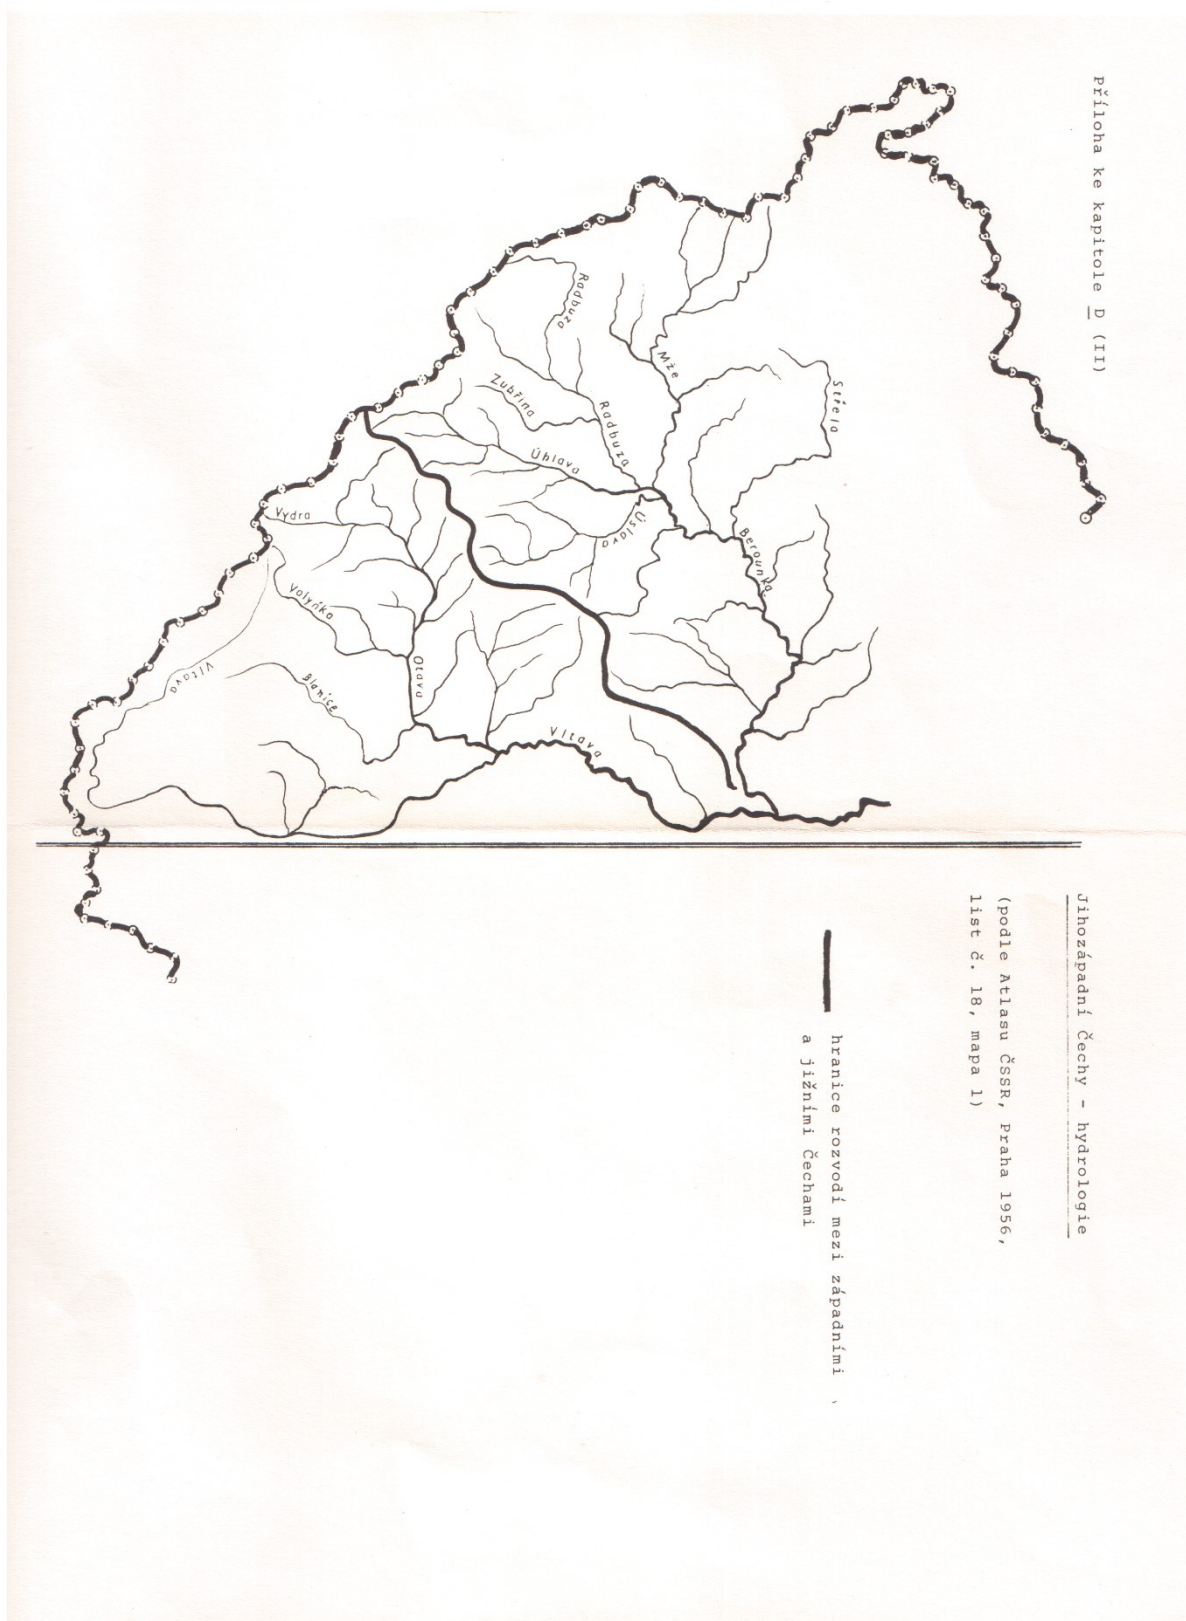 Příloha ke kapitole D (II)
Jihozápadní Čechy - hydrologie
(podle Atlasu ČSSR, Praha 1956,
list č. 18, mapa 1)
hranice rozvodí mezi západními
a jižními Čechami
Střela
Mže
Radbuza
Radbuza
Zubřina
Úhlava
Úslava
Berounka
Vydra
Volyňka
Otava
Blanice
Vltava
Vltava